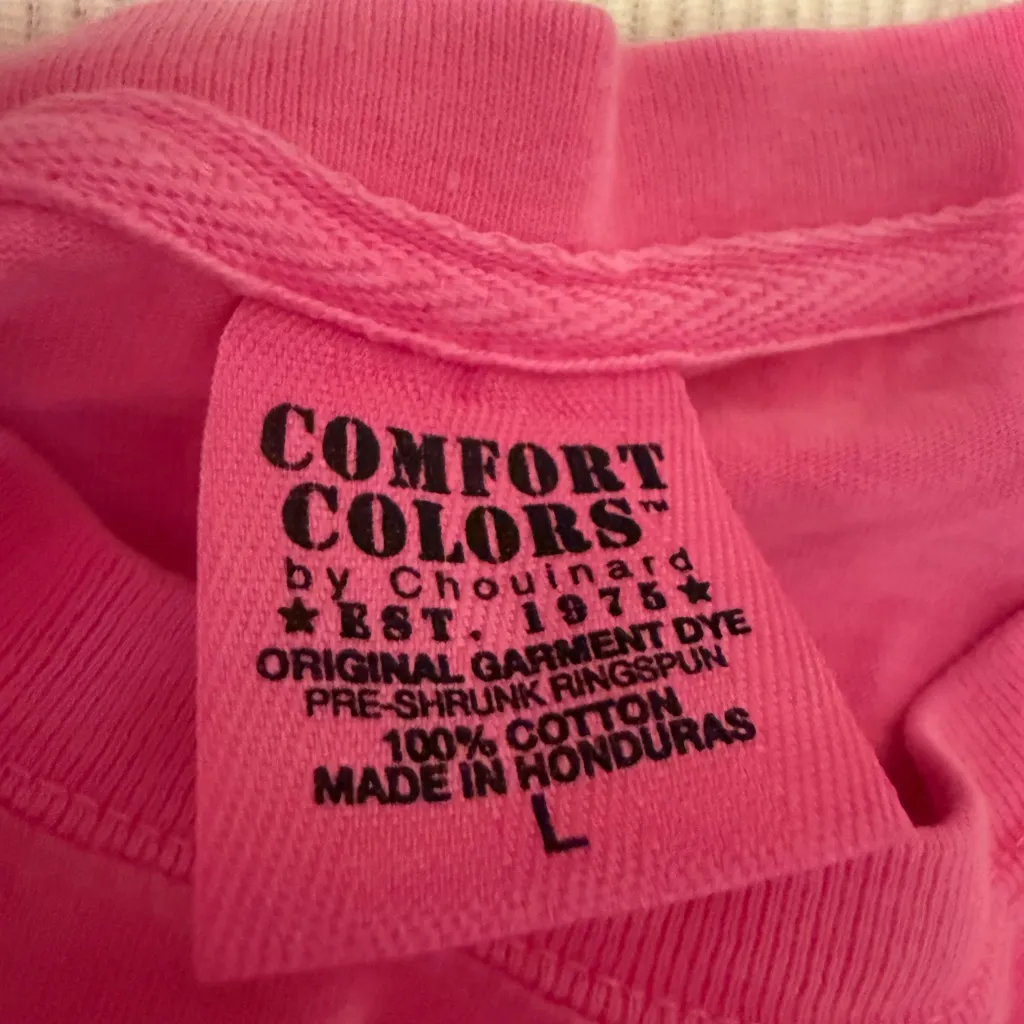 COMFORT
COLORS™
by Chouinard
★EST. 1975★
ORIGINAL GARMENT DYE
PRE-SHRUNK RINGSPUN
100% COTTON
MADE IN HONDURAS
L